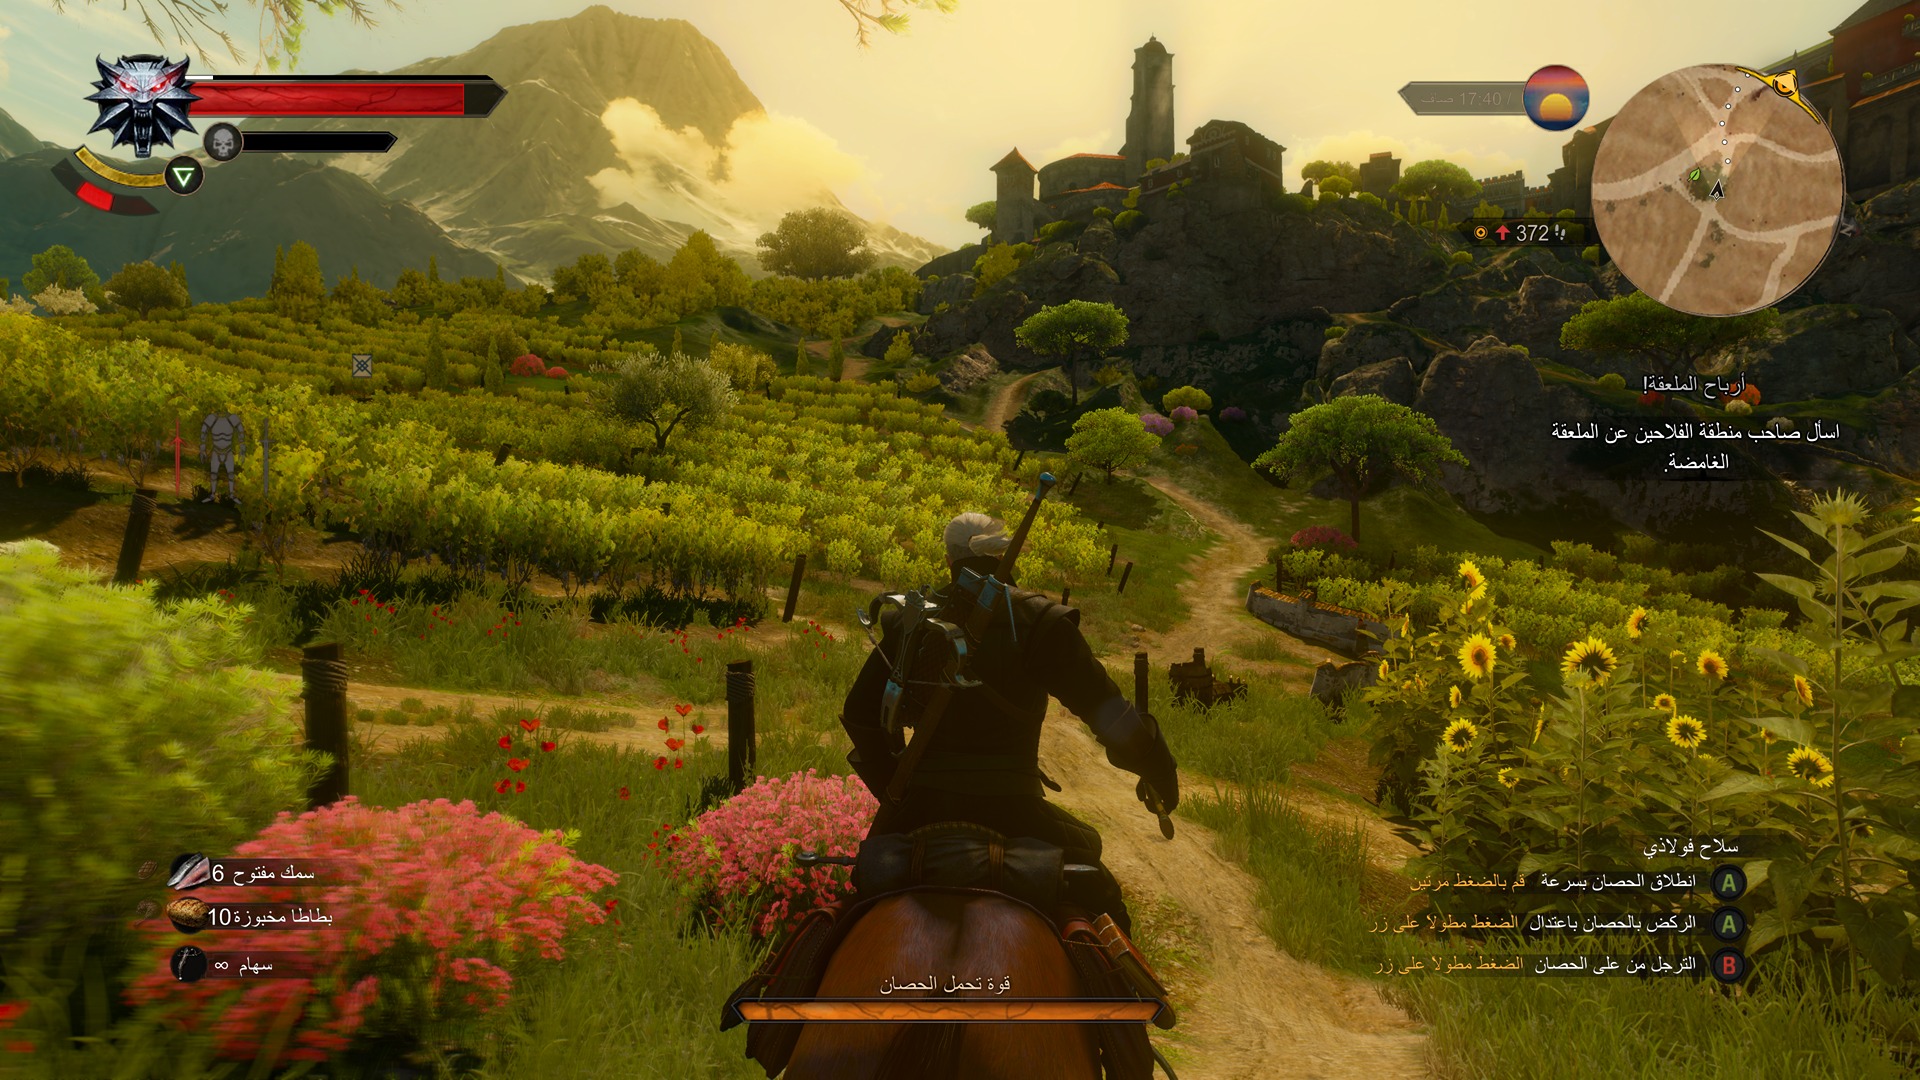 17:40 / صاف
372
أرباح الملعقة!
اسأل صاحب منطقة الفلاحين عن الملعقة
الغامضة.
سمك مفتوح 6
بطاطا مخبوزة 10
سهام ∞
قوة تحمل الحصان
سلاح فولاذي
انطلاق الحصان بسرعة قم بالضغط مرتين A
الركض بالحصان باعتدال الضغط مطولاً على زر A
الترجل من على الحصان الضغط مطولاً على زر B